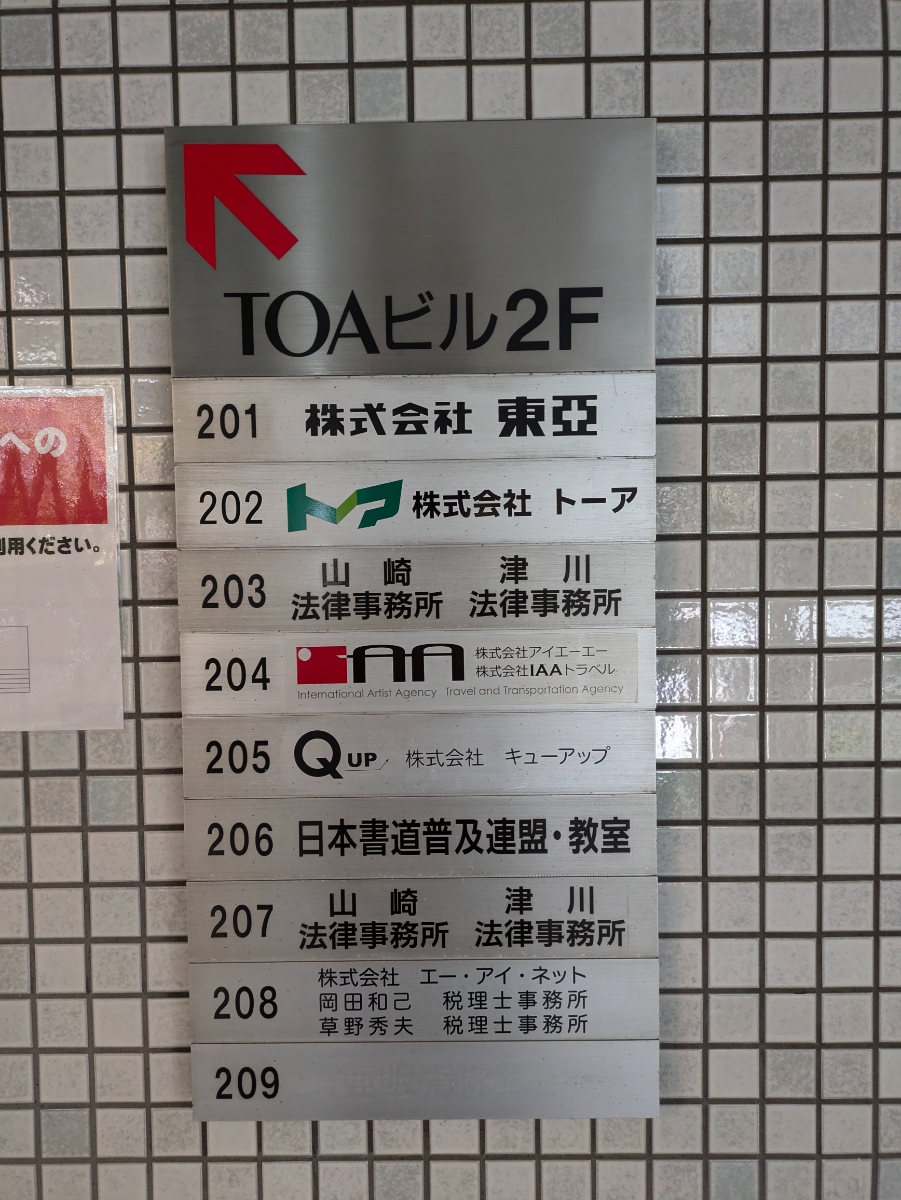 TOAビル2F
201 株式会社 東亞
202 トーア 株式会社 トーア
203 山崎 法律事務所 津川 法律事務所
204 IAA 株式会社アイエーエー
株式会社IAAトラベル
International Artist Agency Travel and Transportation Agency
205 Q UP 株式会社 キューアップ
206 日本書道普及連盟・教室
207 山崎 法律事務所 津川 法律事務所
208 株式会社 エー・アイ・ネット
岡田和己 税理士事務所
草野秀夫 税理士事務所
209
への
用ください。